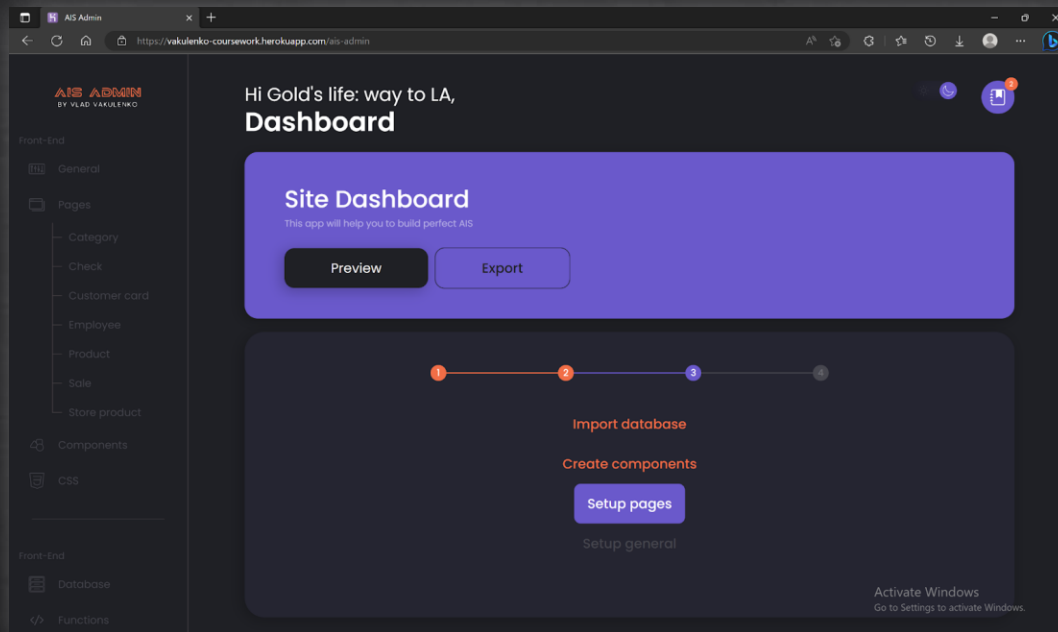 AIS Admin
https://vakulenko-coursework.herokuapp.com/ais-admin
AIS ADMIN
BY VLAD VAKULENKO
Front-End
General
Pages
Category
Check
Customer card
Employee
Product
Sale
Store product
Components
CSS
Front-End
Database
Functions
Hi Gold's life: way to LA,
Dashboard
2
Site Dashboard
This app will help you to build perfect AIS
Preview
Export
1
2
3
4
Import database
Create components
Setup pages
Setup general
Activate Windows
Go to Settings to activate Windows.